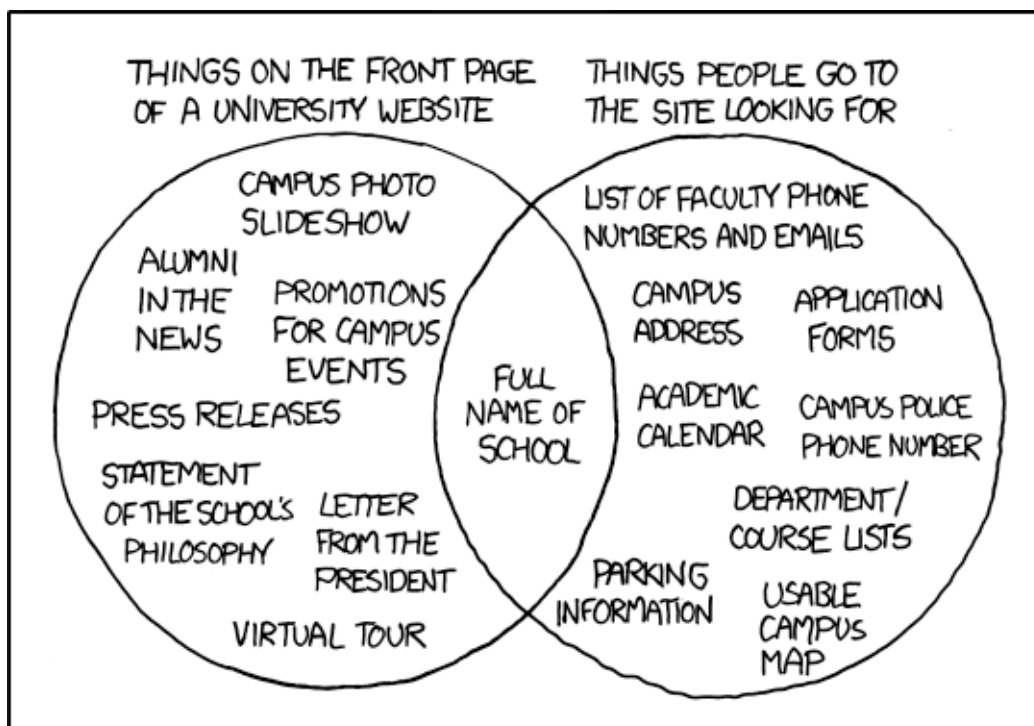 THINGS ON THE FRONT PAGE
OF A UNIVERSITY WEBSITE
THINGS PEOPLE GO TO
THE SITE LOOKING FOR
CAMPUS PHOTO
SLIDESHOW
ALUMNI
IN THE
NEWS
PROMOTIONS
FOR CAMPUS
EVENTS
PRESS RELEASES
STATEMENT
OF THE SCHOOL'S
PHILOSOPHY
LETTER
FROM THE
PRESIDENT
VIRTUAL TOUR
FULL
NAME OF
SCHOOL
LIST OF FACULTY PHONE
NUMBERS AND EMAILS
CAMPUS
ADDRESS
APPLICATION
FORMS
ACADEMIC
CALENDAR
CAMPUS POLICE
PHONE NUMBER
DEPARTMENT/
COURSE LISTS
PARKING
INFORMATION
USABLE
CAMPUS
MAP